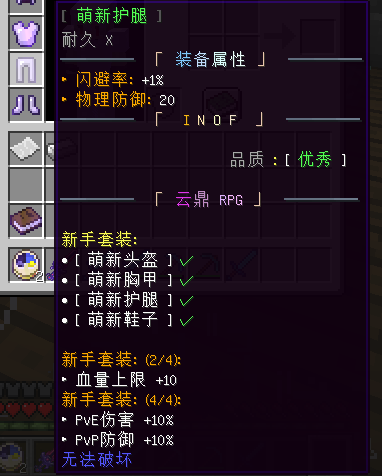 [ 萌新护腿 ]
耐久 X
「 装备属性 」
▸ 闪避率: +1%
▸ 物理防御: 20
「 I N O F 」
品质 :[ 优秀 ]
「 云鼎 RPG 」
新手套装:
•[ 萌新头盔 ]✓
•[ 萌新胸甲 ]✓
•[ 萌新护腿 ]✓
•[ 萌新鞋子 ]✓
新手套装: (2/4):
▸ 血量上限 +10
新手套装: (4/4):
▸ PvE伤害 +10%
▸ PvP防御 +10%
无法破坏
2
2